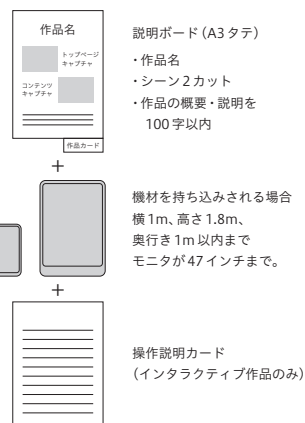 作品名
トップページ
キャプチャ
コンテンツ
キャプチャ
作品カード
説明ボード（A3タテ）
・作品名
・シーン2カット
・作品の概要・説明を
100字以内
+
機材を持ち込みされる場合
横1m、高さ1.8m、
奥行き1m以内まで
モニタが47インチまで。
+
操作説明カード
（インタラクティブ作品のみ）